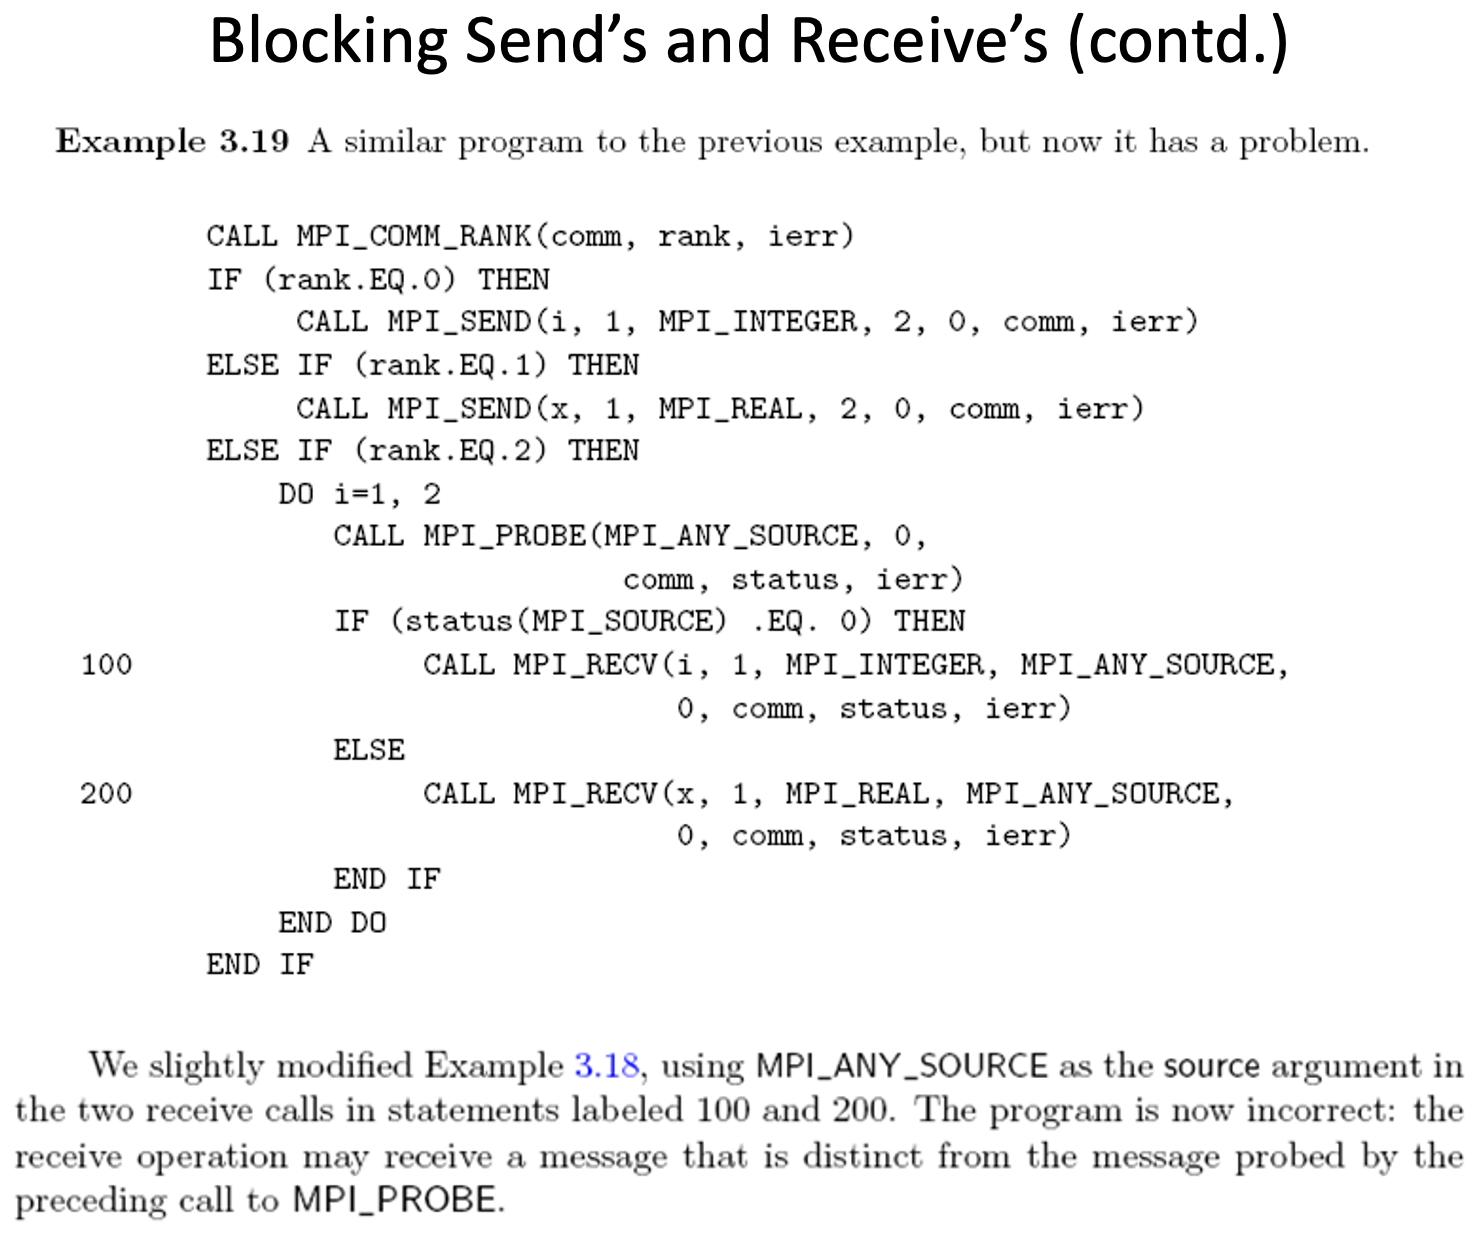 Blocking Send’s and Receive’s (contd.)
Example 3.19 A similar program to the previous example, but now it has a problem.
CALL MPI_COMM_RANK(comm, rank, ierr)
IF (rank.EQ.0) THEN
CALL MPI_SEND(i, 1, MPI_INTEGER, 2, 0, comm, ierr)
ELSE IF (rank.EQ.1) THEN
CALL MPI_SEND(x, 1, MPI_REAL, 2, 0, comm, ierr)
ELSE IF (rank.EQ.2) THEN
DO i=1, 2
CALL MPI_PROBE(MPI_ANY_SOURCE, 0,
comm, status, ierr)
IF (status(MPI_SOURCE) .EQ. 0) THEN
100 CALL MPI_RECV(i, 1, MPI_INTEGER, MPI_ANY_SOURCE,
0, comm, status, ierr)
ELSE
200 CALL MPI_RECV(x, 1, MPI_REAL, MPI_ANY_SOURCE,
0, comm, status, ierr)
END IF
END DO
END IF
We slightly modified Example 3.18, using MPI_ANY_SOURCE as the source argument in
the two receive calls in statements labeled 100 and 200. The program is now incorrect: the
receive operation may receive a message that is distinct from the message probed by the
preceding call to MPI_PROBE.